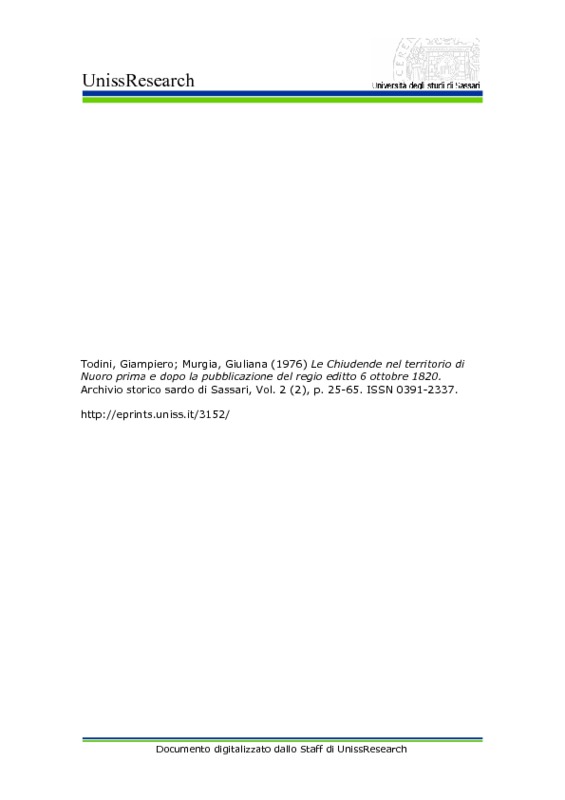 UnissResearch
Università degli studi di Sassari
Todini, Giampiero; Murgia, Giuliana (1976) Le Chiudende nel territorio di
Nuoro prima e dopo la pubblicazione del regio editto 6 ottobre 1820.
Archivio storico sardo di Sassari, Vol. 2 (2), p. 25-65. ISSN 0391-2337.
http://eprints.uniss.it/3152/
Documento digitalizzato dallo Staff di UnissResearch